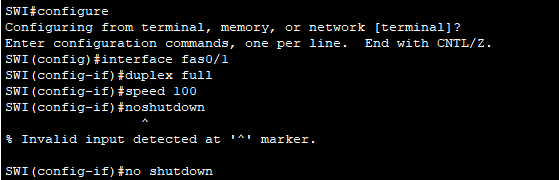 SWI#configure
Configuring from terminal, memory, or network [terminal]?
Enter configuration commands, one per line.  End with CNTL/Z.
SWI(config)#interface fas0/1
SWI(config-if)#duplex full
SWI(config-if)#speed 100
SWI(config-if)#noshutdown
^
% Invalid input detected at '^' marker.
SWI(config-if)#no shutdown